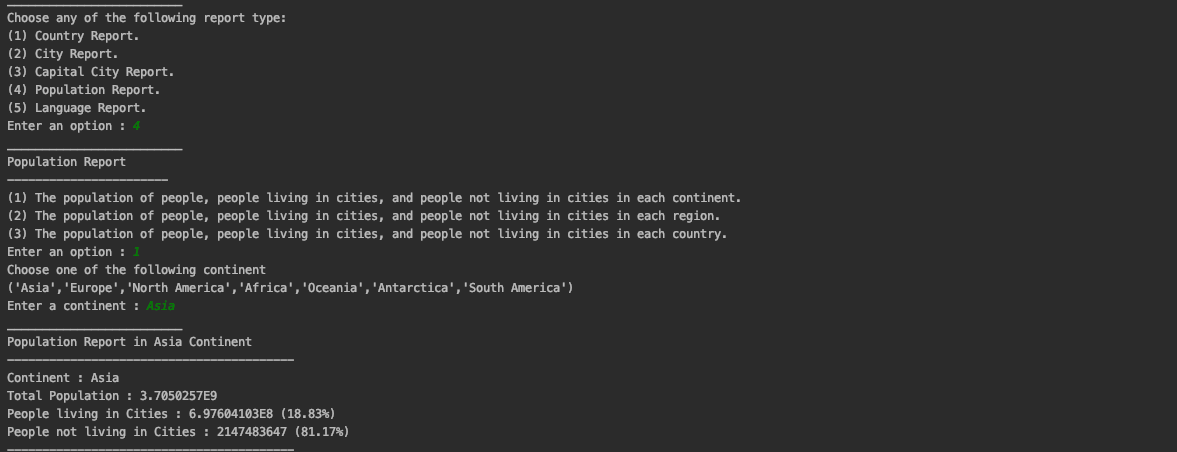 Choose any of the following report type:
(1) Country Report.
(2) City Report.
(3) Capital City Report.
(4) Population Report.
(5) Language Report.
Enter an option : 4
Population Report
(1) The population of people, people living in cities, and people not living in cities in each continent.
(2) The population of people, people living in cities, and people not living in cities in each region.
(3) The population of people, people living in cities, and people not living in cities in each country.
Enter an option : 1
Choose one of the following continent
('Asia','Europe','North America','Africa','Oceania','Antarctica','South America')
Enter a continent : Asia
Population Report in Asia Continent
Continent : Asia
Total Population : 3.7050257E9
People living in Cities : 6.97604103E8 (18.83%)
People not living in Cities : 2147483647 (81.17%)